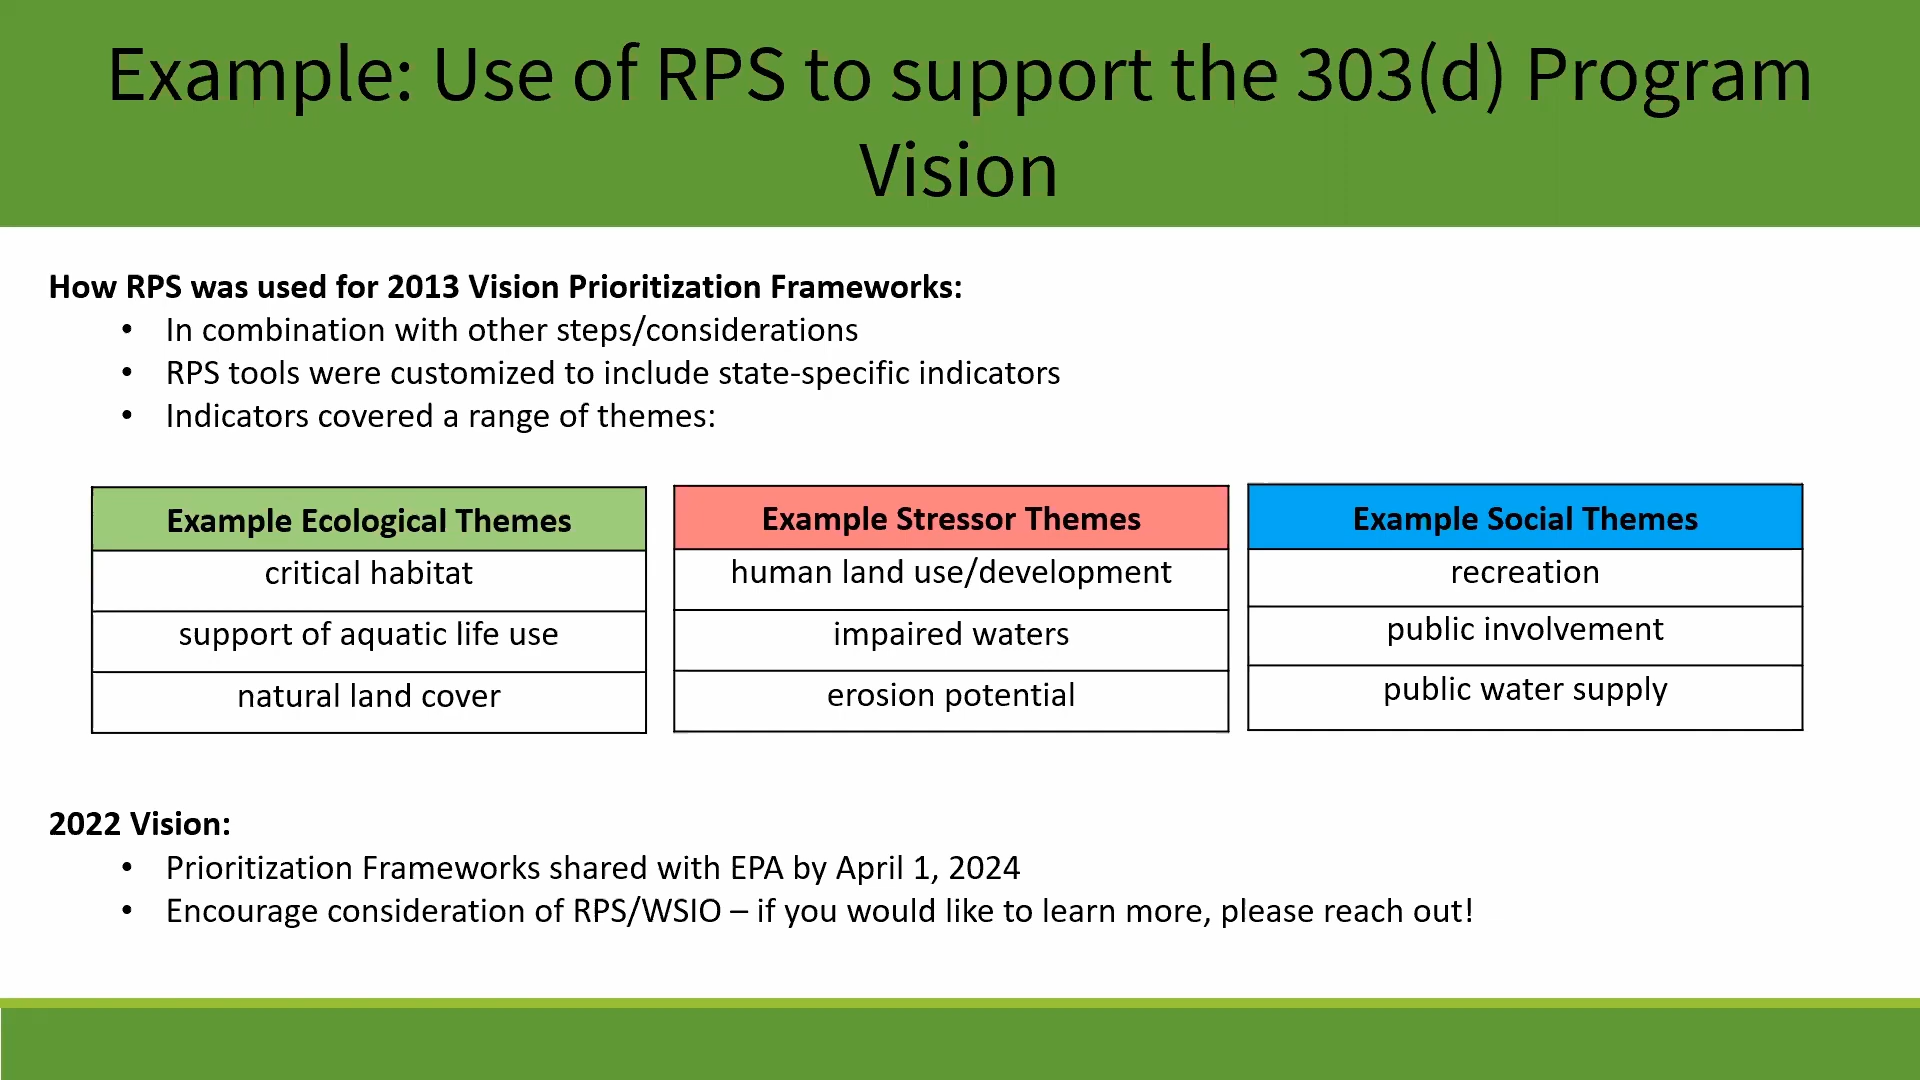 Example: Use of RPS to support the 303(d) Program
Vision
How RPS was used for 2013 Vision Prioritization Frameworks:
• In combination with other steps/considerations
• RPS tools were customized to include state-specific indicators
• Indicators covered a range of themes:
Example Ecological Themes
critical habitat
support of aquatic life use
natural land cover
Example Stressor Themes
human land use/development
impaired waters
erosion potential
Example Social Themes
recreation
public involvement
public water supply
2022 Vision:
• Prioritization Frameworks shared with EPA by April 1, 2024
• Encourage consideration of RPS/WSIO – if you would like to learn more, please reach out!